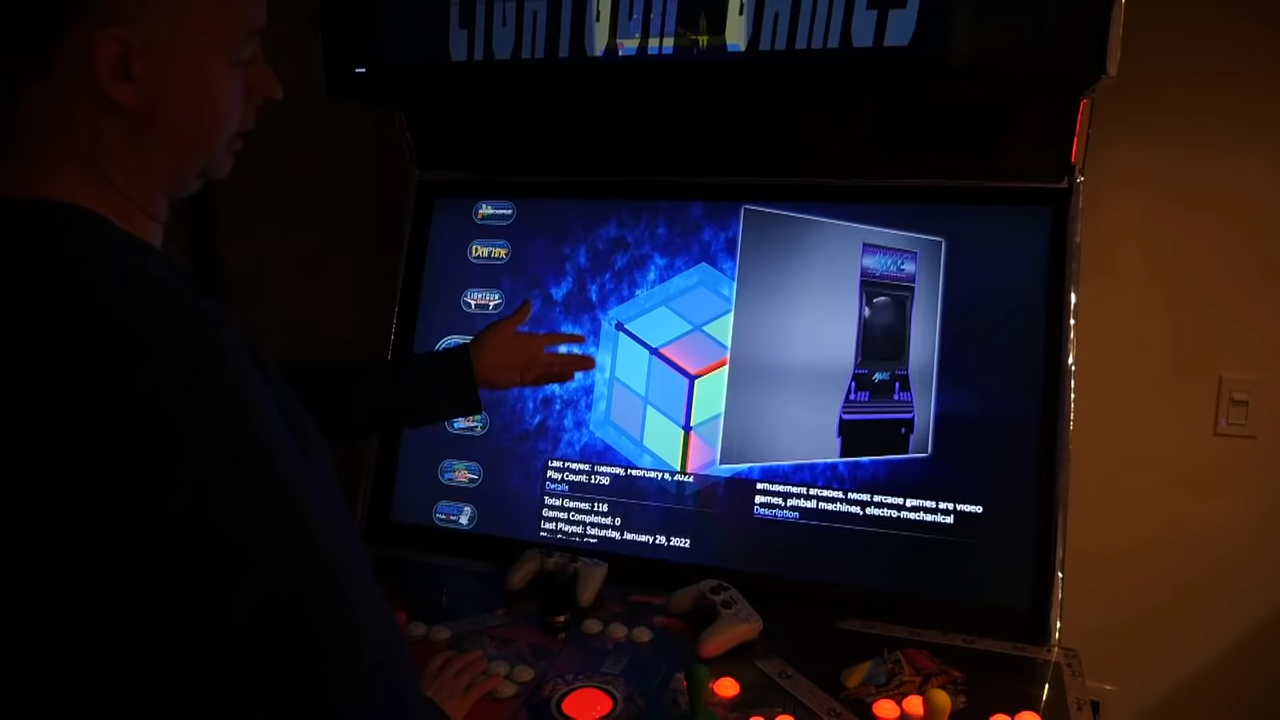 LIGHTGUN GAMES
DAPHNE
LIGHTGUN
Last Played: Tuesday, February 8, 2022
Play Count: 1750
Details
Total Games: 116
Games Completed: 0
Last Played: Saturday, January 29, 2022
amusement arcades. Most arcade games are video
games, pinball machines, electro-mechanical
Description